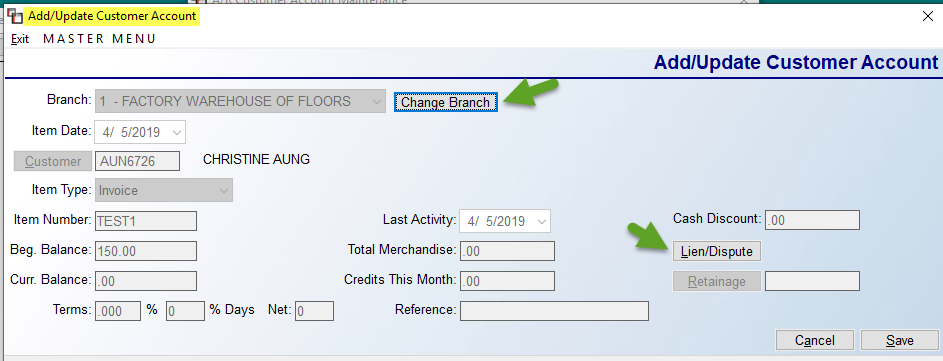 A/R Customer Account Maintenance
Add/Update Customer Account
Exit MASTER MENU
Add/Update Customer Account
Branch: 1 - FACTORY WAREHOUSE OF FLOORS Change Branch
Item Date: 4/ 5/2019
Customer AUN6726 CHRISTINE AUNG
Item Type: Invoice
Item Number: TEST1 Last Activity: 4/ 5/2019 Cash Discount: .00
Beg. Balance: 150.00 Total Merchandise: .00 Lien/Dispute
Curr. Balance: .00 Credits This Month: .00 Retainage
Terms: .000 % 0 % Days Net: 0 Reference:
Cancel Save